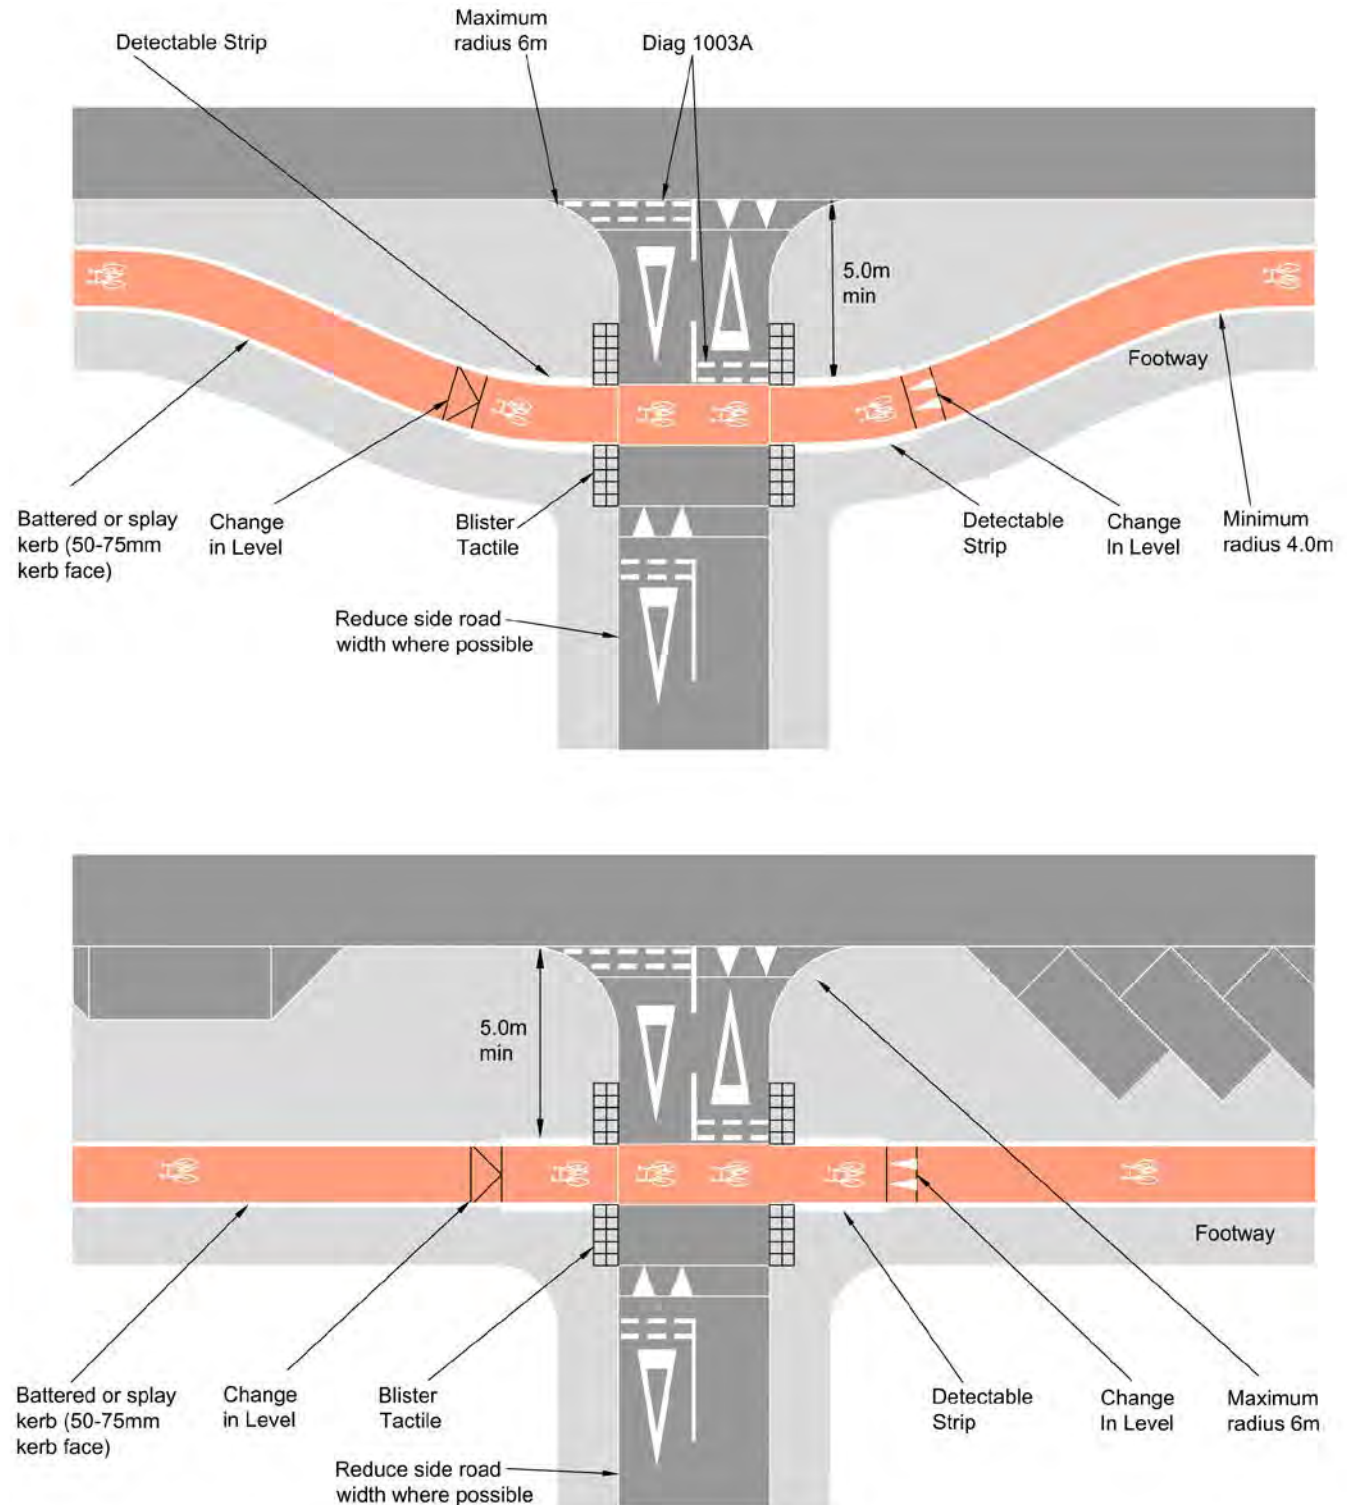 Maximum
radius 6m
Diag 1003A
Detectable Strip
5.0m
min
Footway
Battered or splay
kerb (50-75mm
kerb face)
Change
in Level
Blister
Tactile
Detectable
Strip
Change
In Level
Minimum
radius 4.0m
Reduce side road
width where possible
5.0m
min
Footway
Battered or splay
kerb (50-75mm
kerb face)
Change
in Level
Blister
Tactile
Detectable
Strip
Change
In Level
Maximum
radius 6m
Reduce side road
width where possible